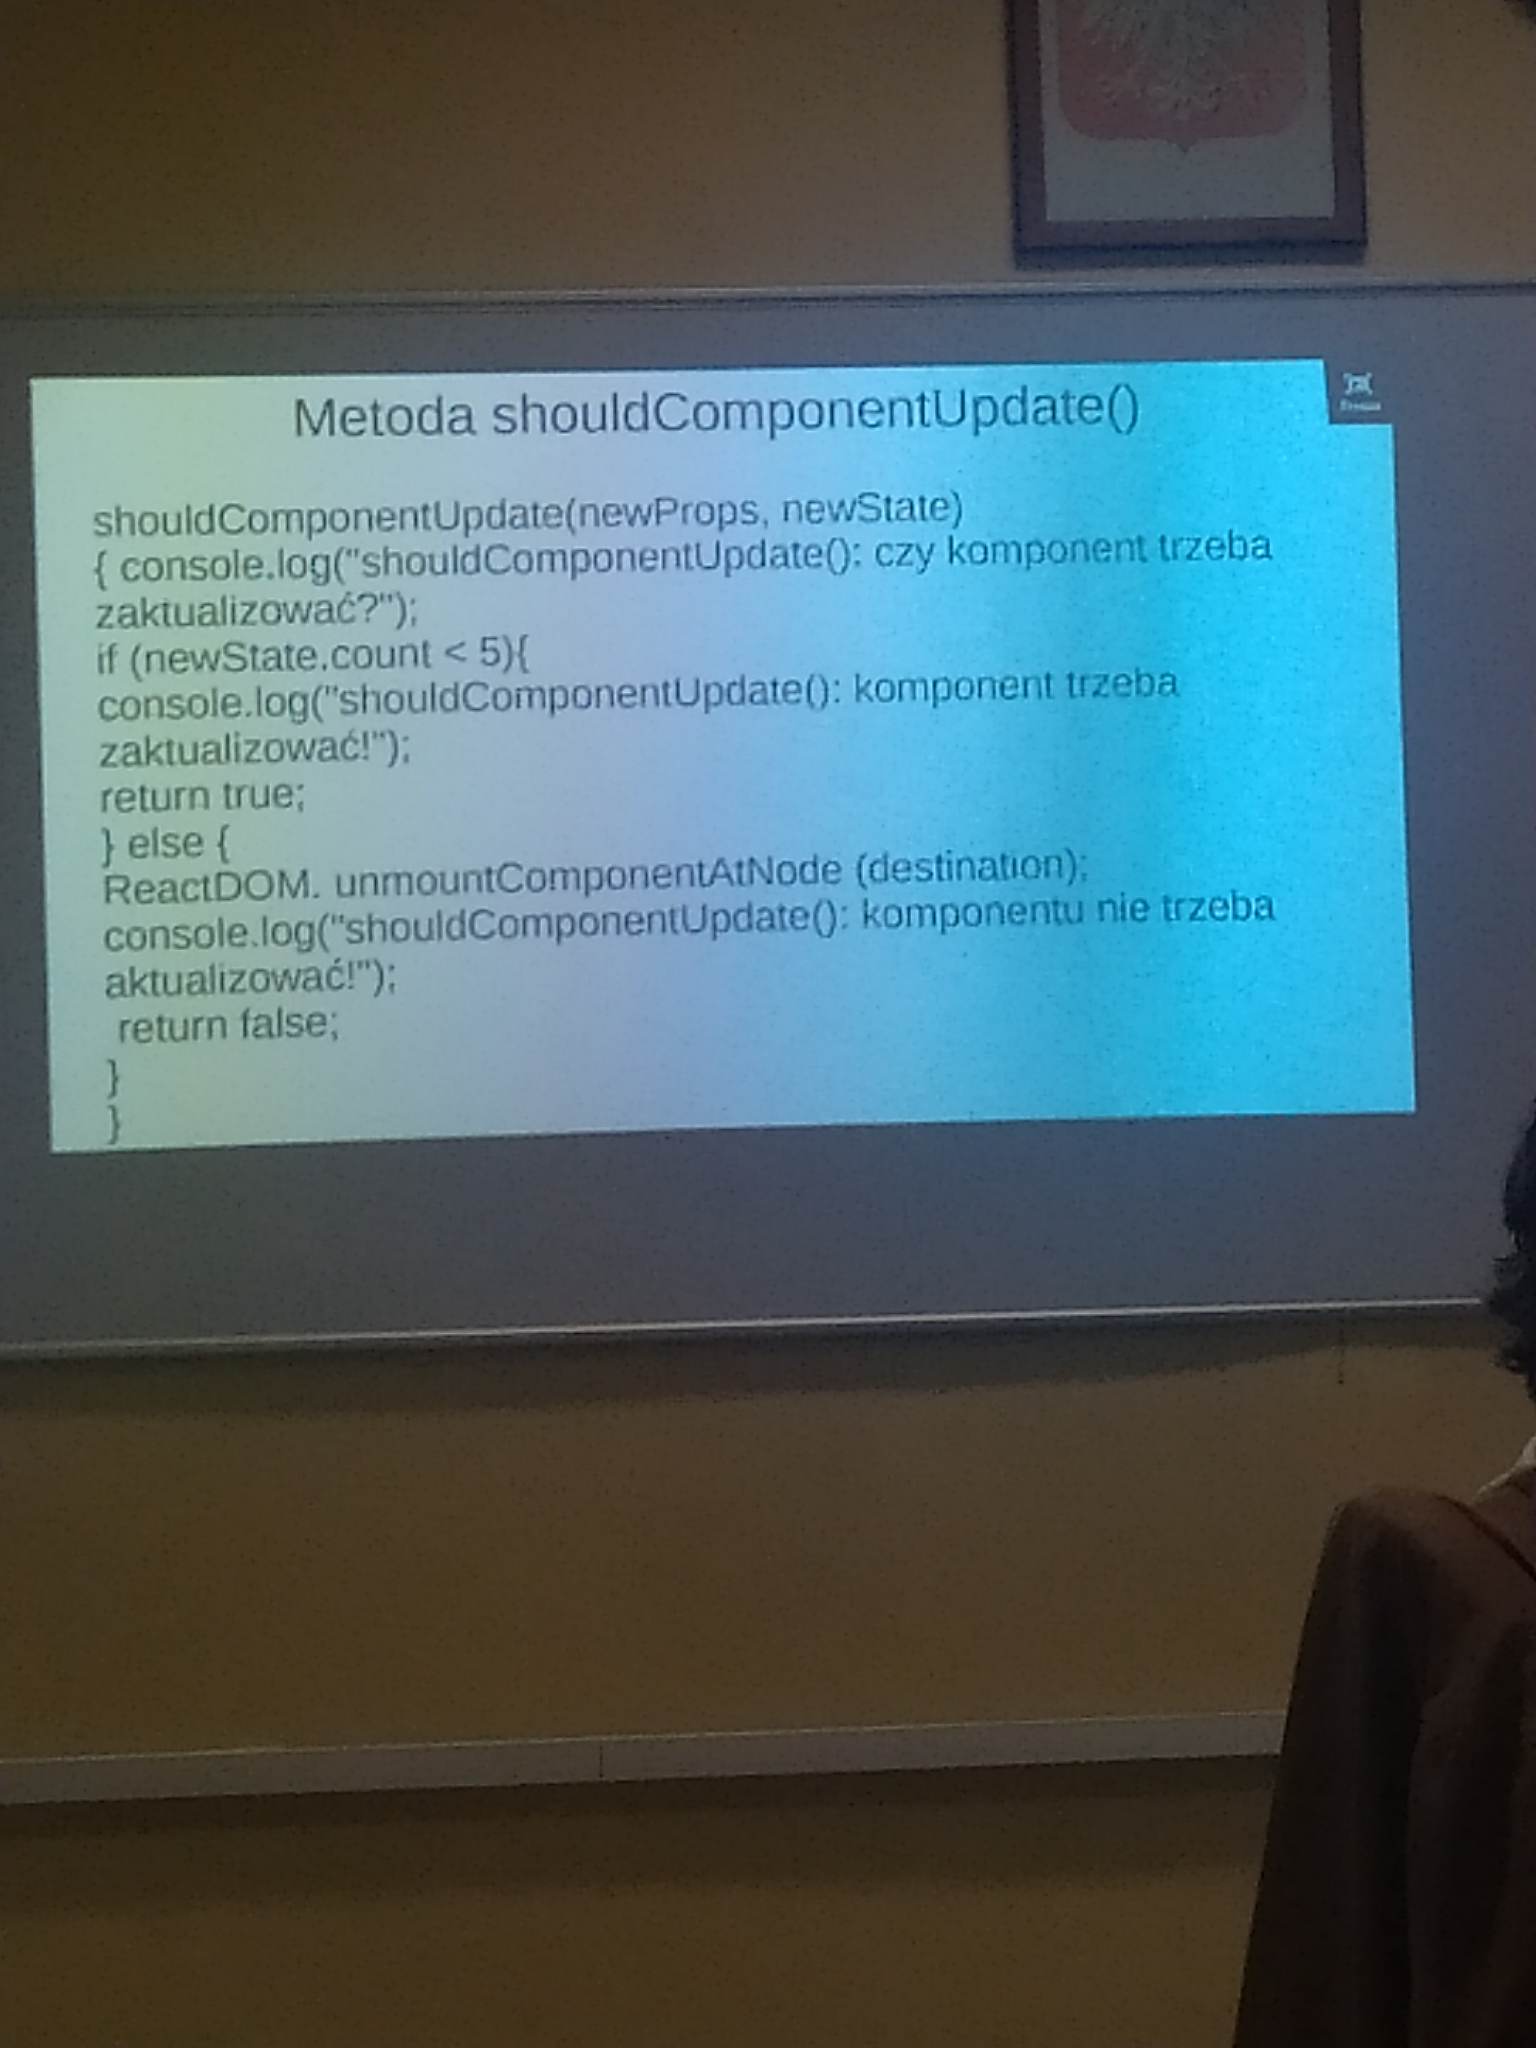 Metoda shouldComponentUpdate()
shouldComponentUpdate(newProps, newState)
{ console.log("shouldComponentUpdate(): czy komponent trzeba
zaktualizować?");
if (newState.count < 5){
console.log("shouldComponentUpdate(): komponent trzeba
zaktualizować!");
return true;
} else {
ReactDOM. unmountComponentAtNode (destination);
console.log("shouldComponentUpdate(): komponentu nie trzeba
aktualizować!");
return false;
}
}